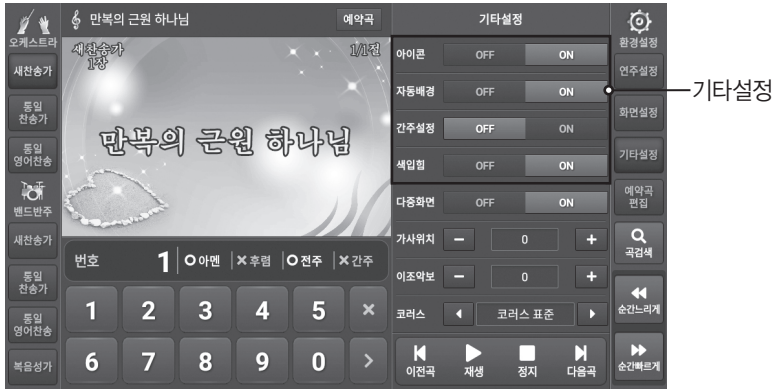 오케스트라
새찬송가
통일
찬송가
통일
영어찬송
밴드반주
새찬송가
통일
찬송가
통일
영어찬송
복음성가
만복의 근원 하나님
예약곡
새찬송가
1장
1/1절
만복의 근원 하나님
번호 1 아멘 후렴 전주 간주
1 2 3 4 5 ×
6 7 8 9 0 >
기타설정
아이콘 OFF ON
자동배경 OFF ON
간주설정 OFF ON
색입힘 OFF ON
다중화면 OFF ON
가사위치 − 0 +
이조악보 − 0 +
코러스 코러스 표준
이전곡 재생 정지 다음곡
환경설정
연주설정
화면설정
기타설정
예약곡
편집
곡검색
순간느리게
순간빠르게
기타설정